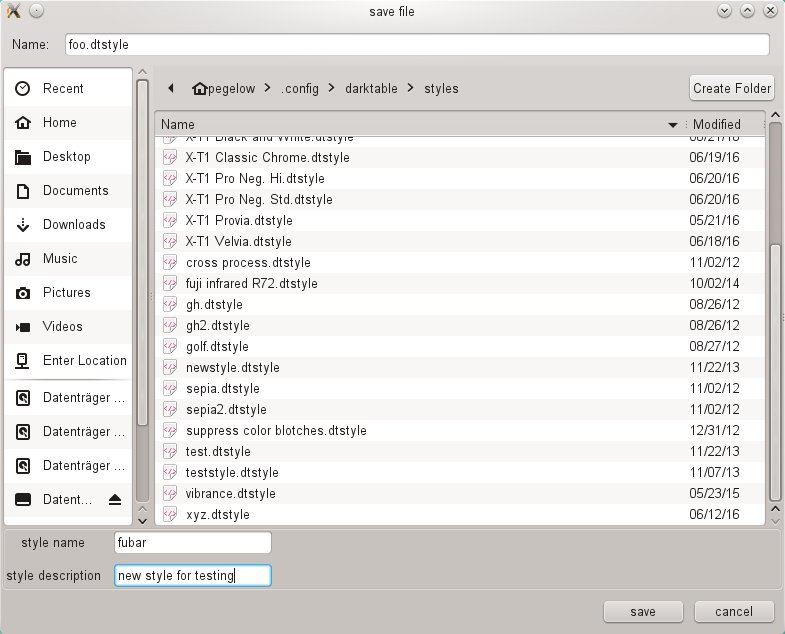 save file
Name: foo.dtstyle
Recent
Home
Desktop
Documents
Downloads
Music
Pictures
Videos
Enter Location
Datenträger ...
Datenträger ...
Datenträger ...
Datent...
pegelow .config darktable styles Create Folder
Name Modified
X-T1 Black and White.dtstyle 06/21/16
X-T1 Classic Chrome.dtstyle 06/19/16
X-T1 Pro Neg. Hi.dtstyle 06/20/16
X-T1 Pro Neg. Std.dtstyle 06/20/16
X-T1 Provia.dtstyle 05/21/16
X-T1 Velvia.dtstyle 06/18/16
cross process.dtstyle 11/02/12
fuji infrared R72.dtstyle 10/02/14
gh.dtstyle 08/26/12
gh2.dtstyle 08/26/12
golf.dtstyle 08/27/12
newstyle.dtstyle 11/22/13
sepia.dtstyle 11/02/12
sepia2.dtstyle 11/02/12
suppress color blotches.dtstyle 12/31/12
test.dtstyle 11/22/13
teststyle.dtstyle 11/07/13
vibrance.dtstyle 05/23/15
xyz.dtstyle 06/12/16
style name fubar
style description new style for testing
save cancel